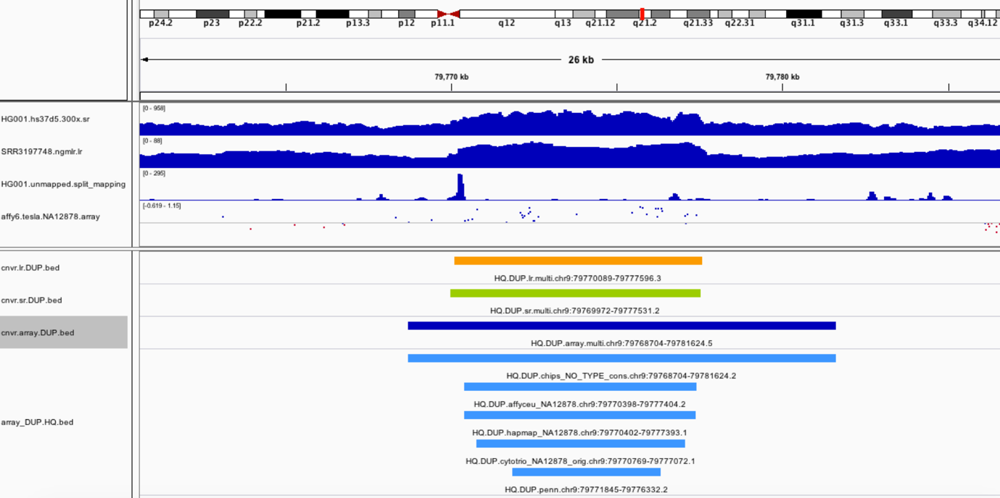 p24.2 p23 p22.2 p21.2 p13.3 p12 p11.1 q12 q13 q21.12 q21.2 q21.33 q22.31 q31.1 q31.3 q33.1 q33.3 q34.12
26 kb
79,770 kb 79,780 kb
HG001.hs37d5.300x.sr [0 - 958]
SRR3197748.ngmlr.lr [0 - 88]
HG001.unmapped.split_mapping [0 - 295]
affy6.tesla.NA12878.array [-0.619 - 1.15]
cnvr.lr.DUP.bed
HQ.DUP.lr.multi.chr9:79770089-79777596.3
cnvr.sr.DUP.bed
HQ.DUP.sr.multi.chr9:79769972-79777531.2
cnvr.array.DUP.bed
HQ.DUP.array.multi.chr9:79768704-79781624.5
HQ.DUP.chips_NO_TYPE_cons.chr9:79768704-79781624.2
HQ.DUP.affyceu_NA12878.chr9:79770398-79777404.2
array_DUP.HQ.bed
HQ.DUP.hapmap_NA12878.chr9:79770402-79777393.1
HQ.DUP.cytotrio_NA12878_orig.chr9:79770769-79777072.1
HQ.DUP.penn.chr9:79771845-79776332.2